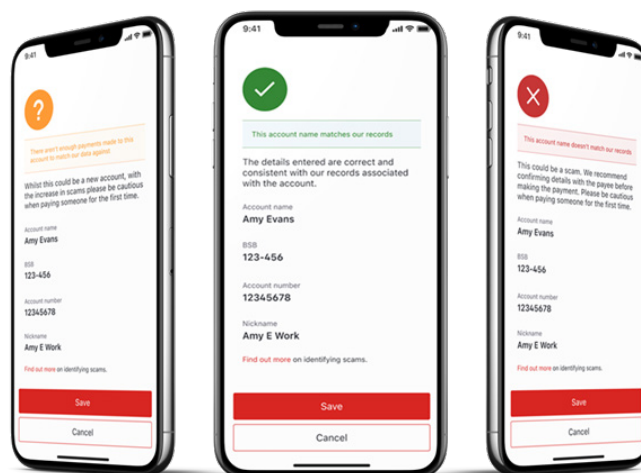 9:41
?
There aren't enough payments made to this
account to match our data against
Whilst this could be a new account, with
the increase in scams please be cautious
when paying someone for the first time.
Account name
Amy Evans
BSB
123-456
Account number
12345678
Nickname
Amy E Work
Find out more on identifying scams.
Save
Cancel
9:41
This account name matches our records
The details entered are correct and
consistent with our records associated
with the account.
Account name
Amy Evans
BSB
123-456
Account number
12345678
Nickname
Amy E Work
Find out more on identifying scams.
Save
Cancel
9:41
This account name doesn't match our records
This could be a scam. We recommend
confirming details with the payee before
making the payment. Please be cautious
when paying someone for the first time.
Account name
Amy Evans
BSB
123-456
Account number
12345678
Nickname
Amy E Work
Find out more on identifying scams.
Save
Cancel